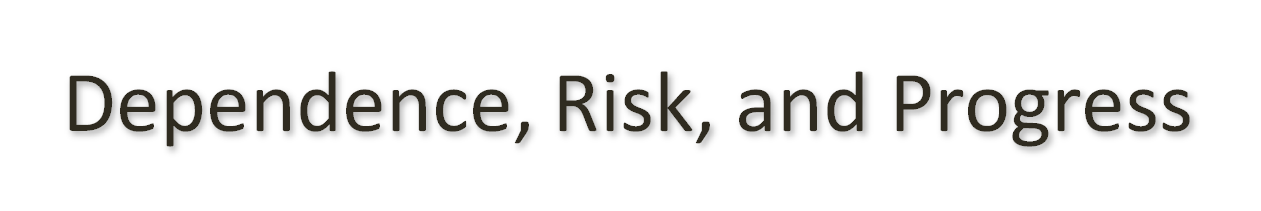 Dependence, Risk, and Progress